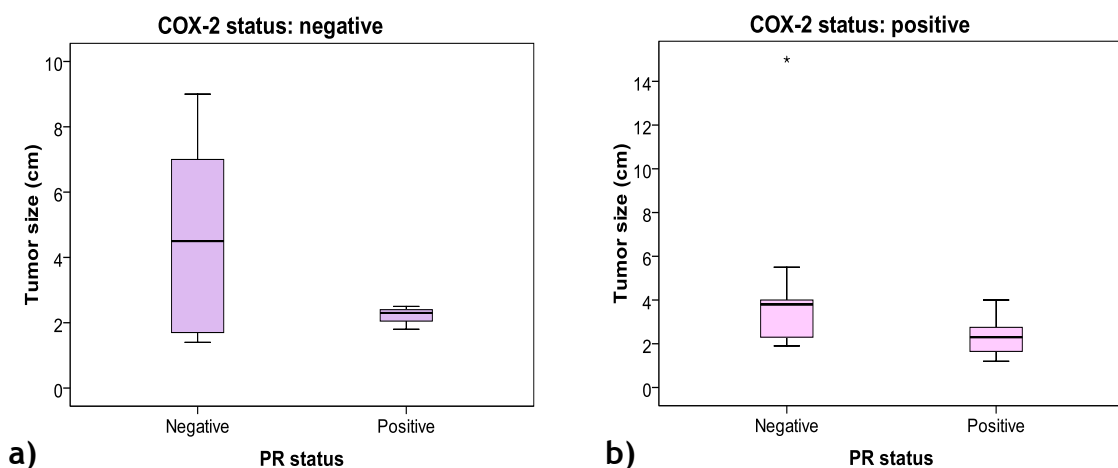 COX-2 status: negative
10
8
6
4
2
0
Tumor size (cm)
Negative
Positive
PR status
a)
COX-2 status: positive
*
14
12
10
8
6
4
2
0
Tumor size (cm)
Negative
Positive
PR status
b)